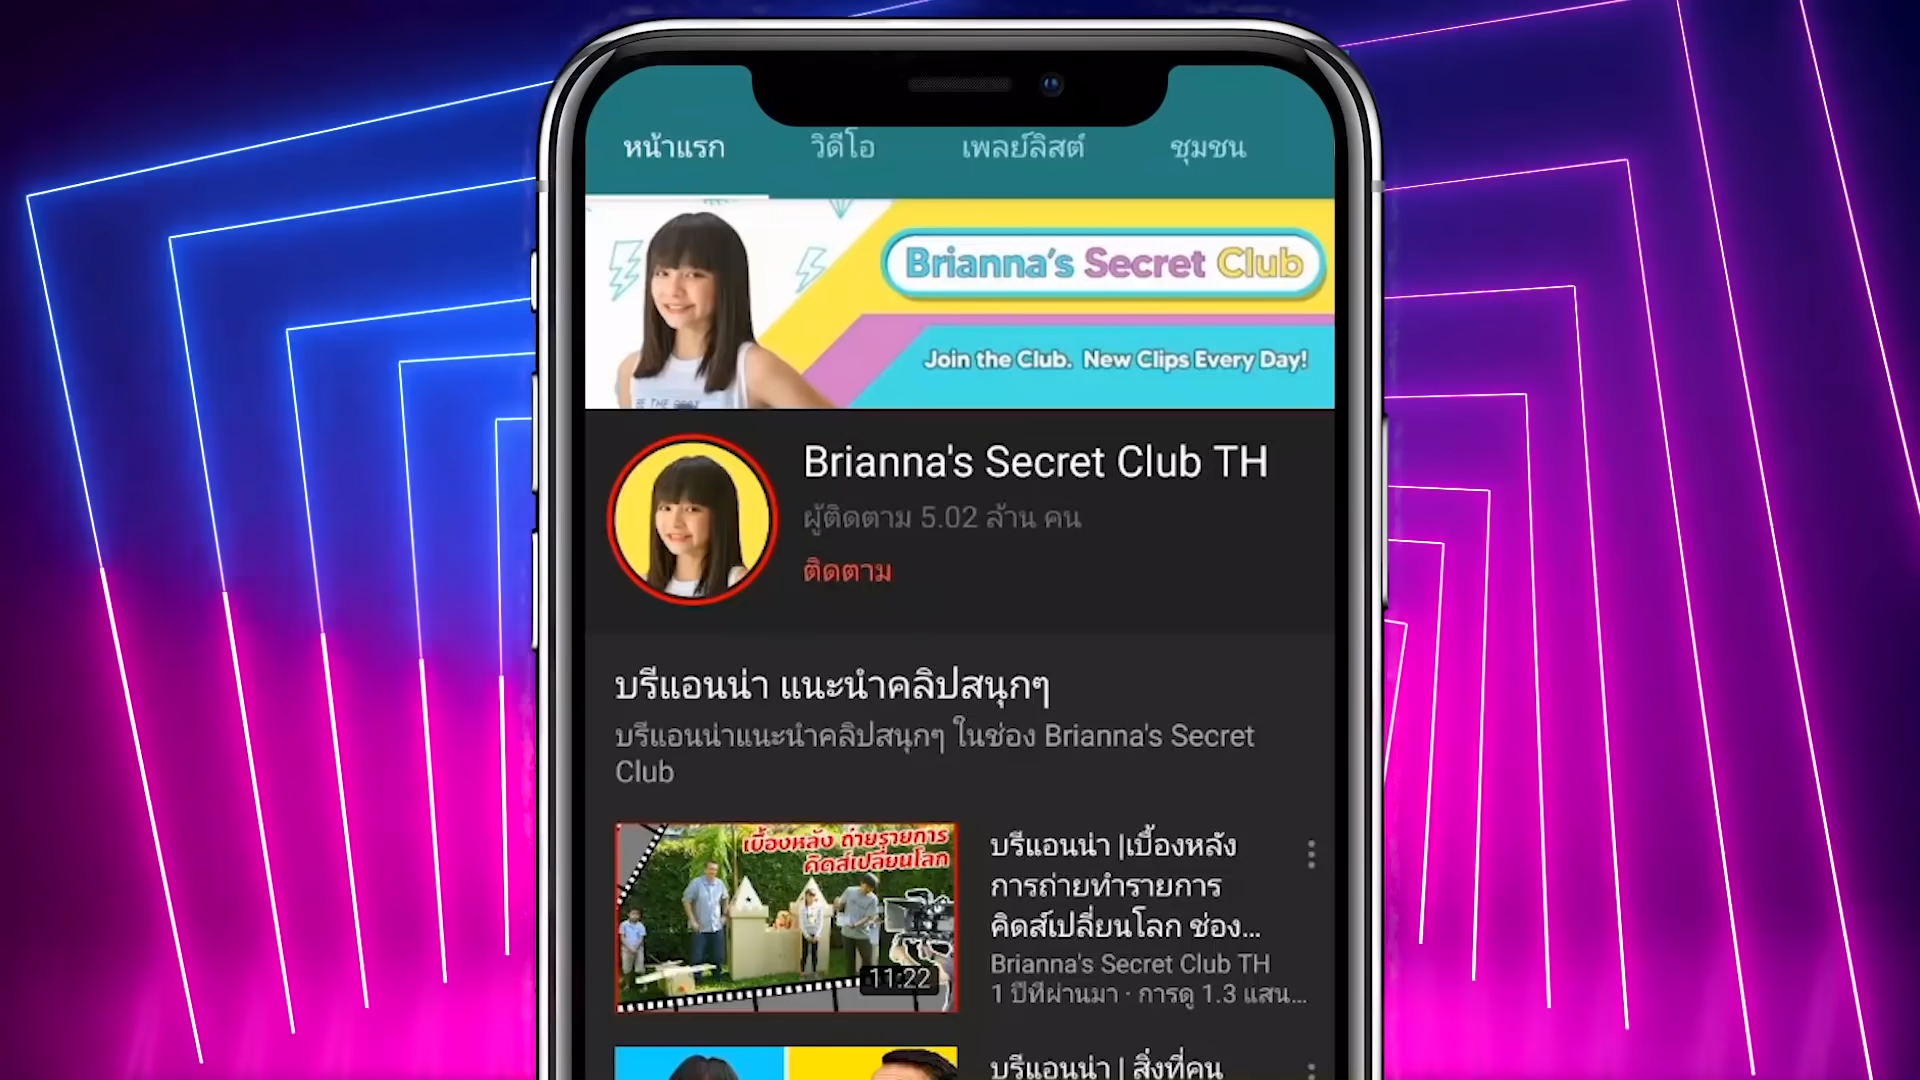 หน้าแรก วิดีโอ เพลย์ลิสต์ ชุมชน
Brianna's Secret Club
Join the Club. New Clips Every Day!
Brianna's Secret Club TH
ผู้ติดตาม 5.02 ล้าน คน
ติดตาม
บรีแอนน่า แนะนำคลิปสนุกๆ
บรีแอนน่าแนะนำคลิปสนุกๆ ในช่อง Brianna's Secret
Club
เบื้องหลัง ถ่ายรายการ
คิดส์เปลี่ยนโลก
11:22
บรีแอนน่า |เบื้องหลัง
การถ่ายทำรายการ
คิดส์เปลี่ยนโลก ช่อง...
Brianna's Secret Club TH
1 ปีที่ผ่านมา · การดู 1.3 แสน...
บรีแอนน่า | สิ่งที่คน